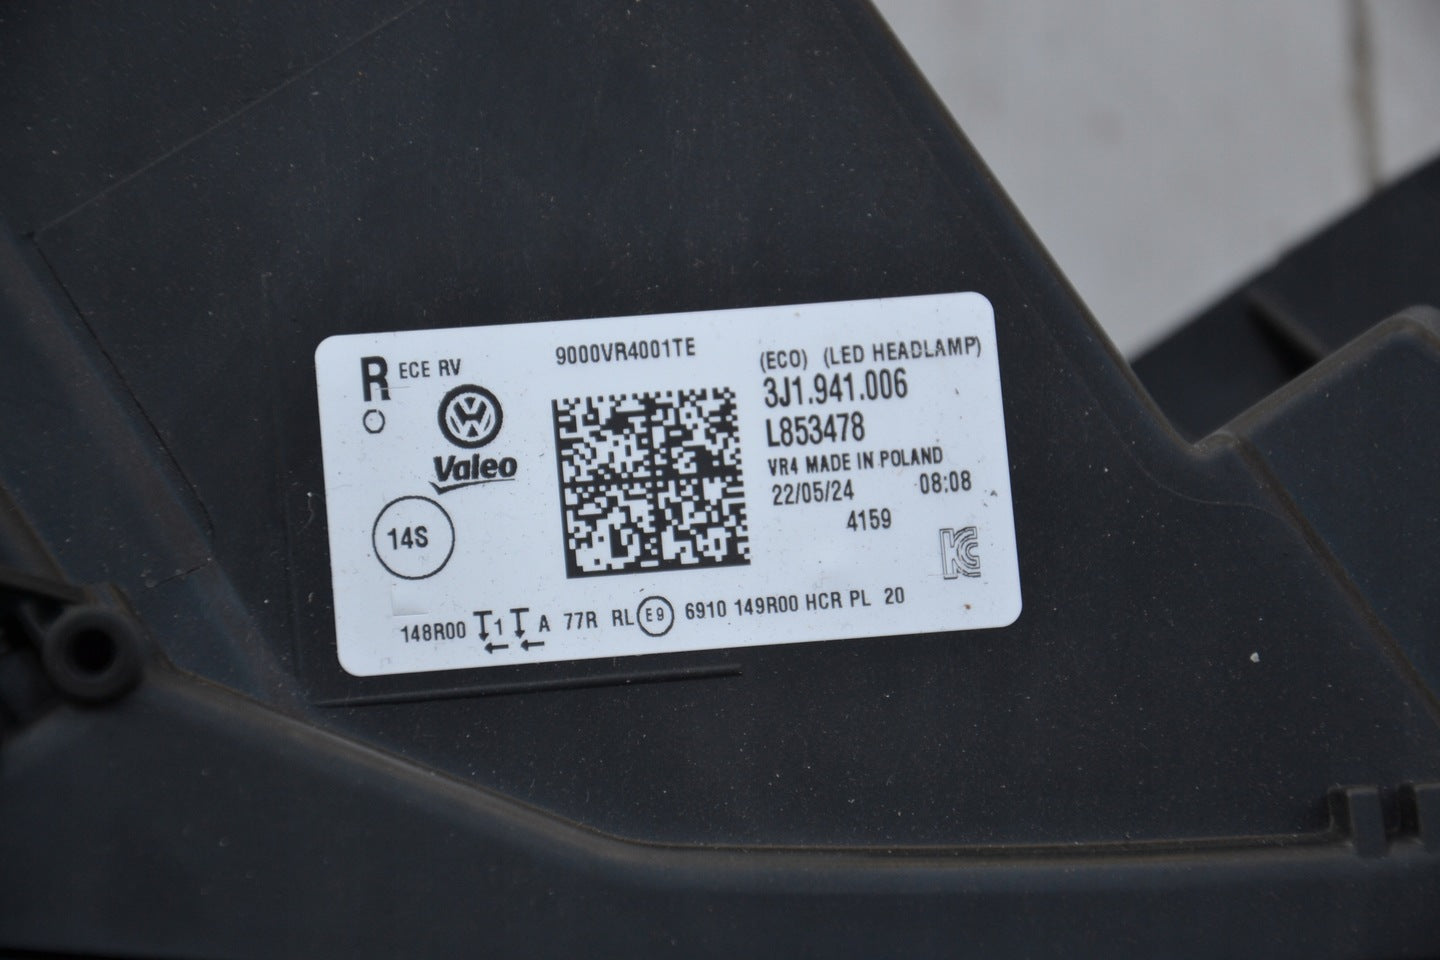 R ECE RV
9000VR4001TE
(ECO) (LED HEADLAMP)
3J1.941.006
L853478
Valeo
VR4 MADE IN POLAND
22/05/24 08:08
14S
4159
148R00 1 A 77R RL E9 6910 149R00 HCR PL 20